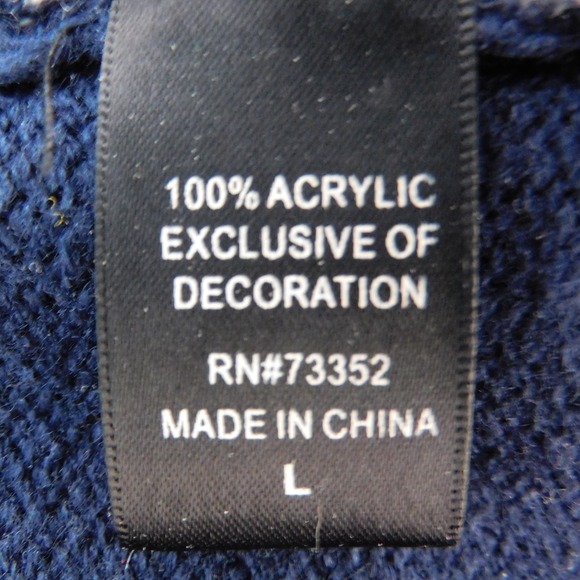 100% ACRYLIC
EXCLUSIVE OF
DECORATION
RN#73352
MADE IN CHINA
L